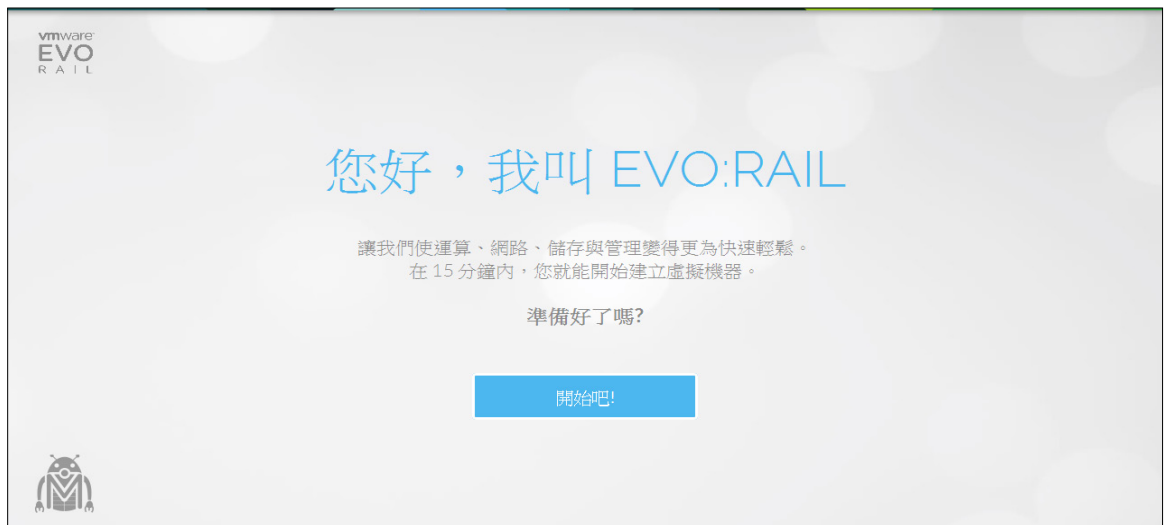 vmware
EVO
RAIL
您好，我叫 EVO:RAIL
讓我們使運算、網路、儲存與管理變得更為快速輕鬆。
在 15 分鐘內，您就能開始建立虛擬機器。
準備好了嗎?
開始吧!